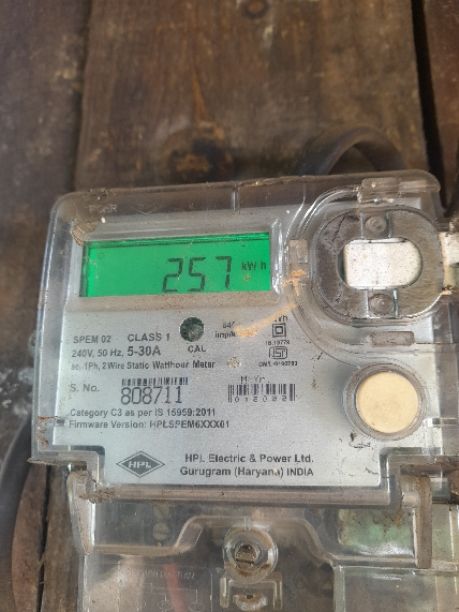 257 kWh
SPEM 02 CLASS 1
240V, 50 Hz, 5-30A CAL
ac, 1Ph, 2 Wire Static Watthour Meter
IS 13779
S. No. 808711
Category C3 as per IS 15959:2011
Firmware Version: HPLSPEM6XXX01
HPL
HPL Electric & Power Ltd.
Gurugram (Haryana) INDIA